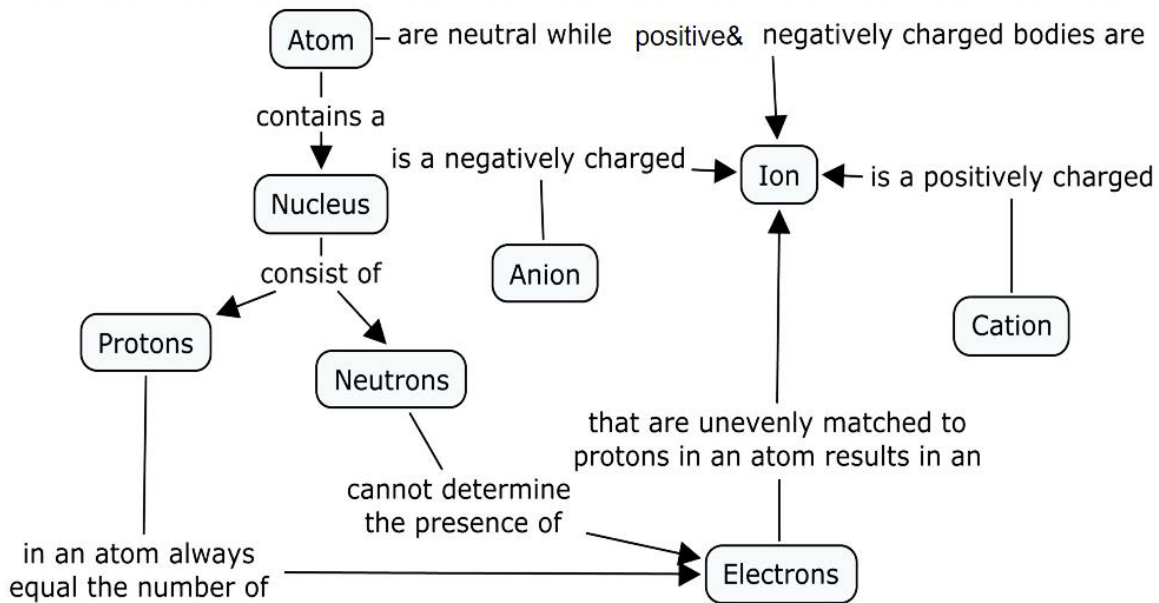 Atom
are neutral while positive& negatively charged bodies are
contains a
is a negatively charged
Ion
is a positively charged
Nucleus
consist of
Anion
Cation
Protons
Neutrons
that are unevenly matched to
protons in an atom results in an
cannot determine
the presence of
in an atom always
equal the number of
Electrons